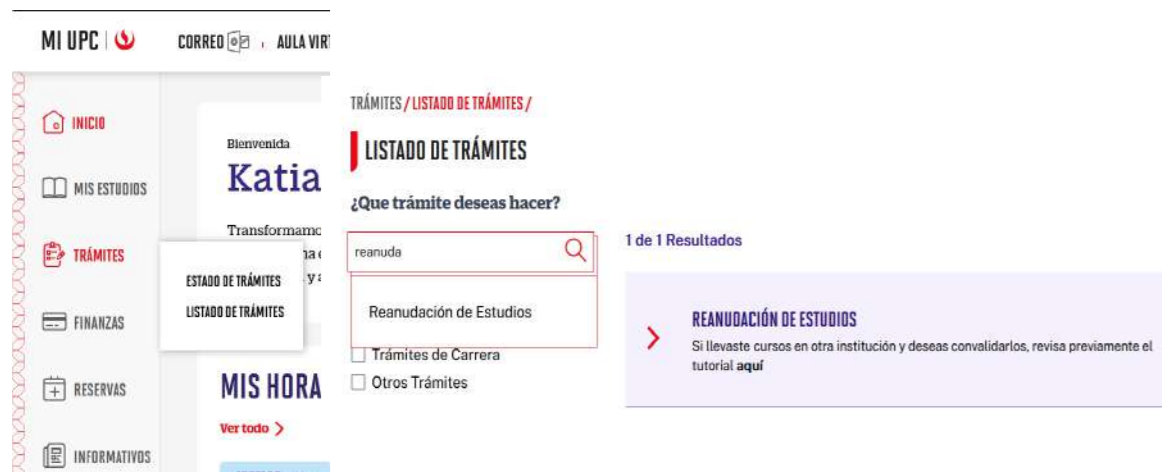 MI UPC
CORREO
AULA VIR
INICIO
MIS ESTUDIOS
TRÁMITES
FINANZAS
RESERVAS
INFORMATIVOS
Bienvenida
Katia
Transformamo
y a
ESTADO DE TRÁMITES
LISTADO DE TRÁMITES
MIS HORA
Ver todo
TRÁMITES / LISTADO DE TRÁMITES /
LISTADO DE TRÁMITES
¿Que trámite deseas hacer?
reanuda
Reanudación de Estudios
Trámites de Carrera
Otros Trámites
1 de 1 Resultados
REANUDACIÓN DE ESTUDIOS
Si llevaste cursos en otra institución y deseas convalidarlos, revisa previamente el
tutorial aquí